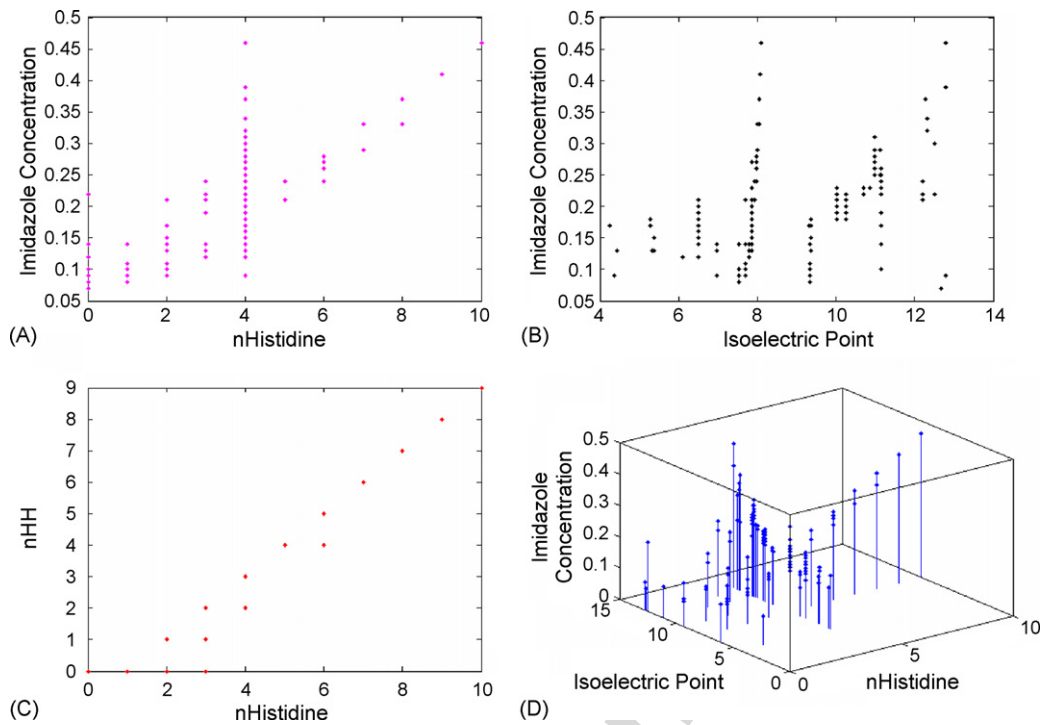 0.5
0.45
0.4
0.35
0.3
0.25
0.2
0.15
0.1
0.05
0 2 4 6 8 10
Imidazole Concentration
(A)
nHistidine
0.5
0.45
0.4
0.35
0.3
0.25
0.2
0.15
0.1
0.05
4 6 8 10 12 14
Imidazole Concentration
(B)
Isoelectric Point
9
8
7
6
5
4
3
2
1
0
0 2 4 6 8 10
nHH
(C)
nHistidine
0.5
0.4
0.3
0.2
0.1
0
Imidazole
Concentration
15
10
5
0
Isoelectric Point
0
5
10
nHistidine
(D)